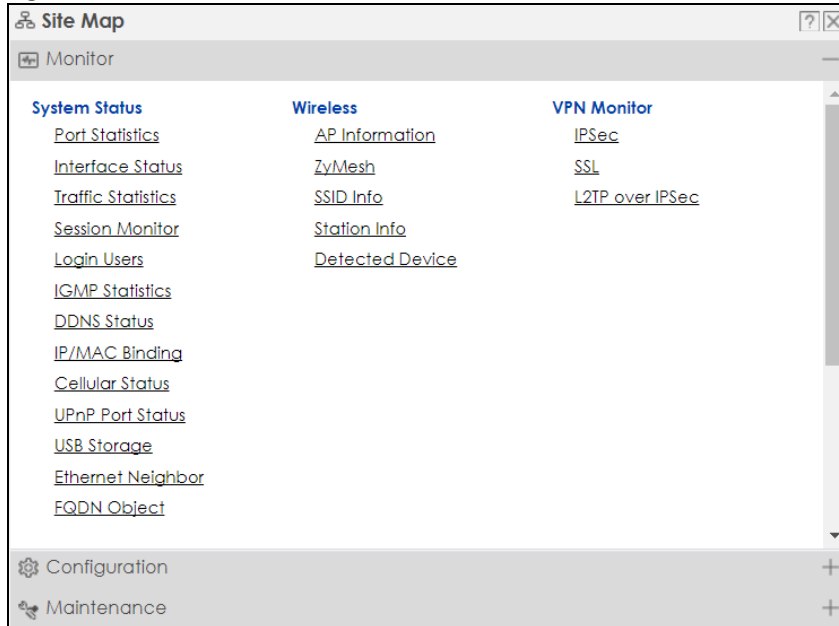 Site Map
?
Monitor
System Status
Port Statistics
Interface Status
Traffic Statistics
Session Monitor
Login Users
IGMP Statistics
DDNS Status
IP/MAC Binding
Cellular Status
UPnP Port Status
USB Storage
Ethernet Neighbor
FQDN Object
Wireless
AP Information
ZyMesh
SSID Info
Station Info
Detected Device
VPN Monitor
IPSec
SSL
L2TP over IPSec
Configuration
Maintenance